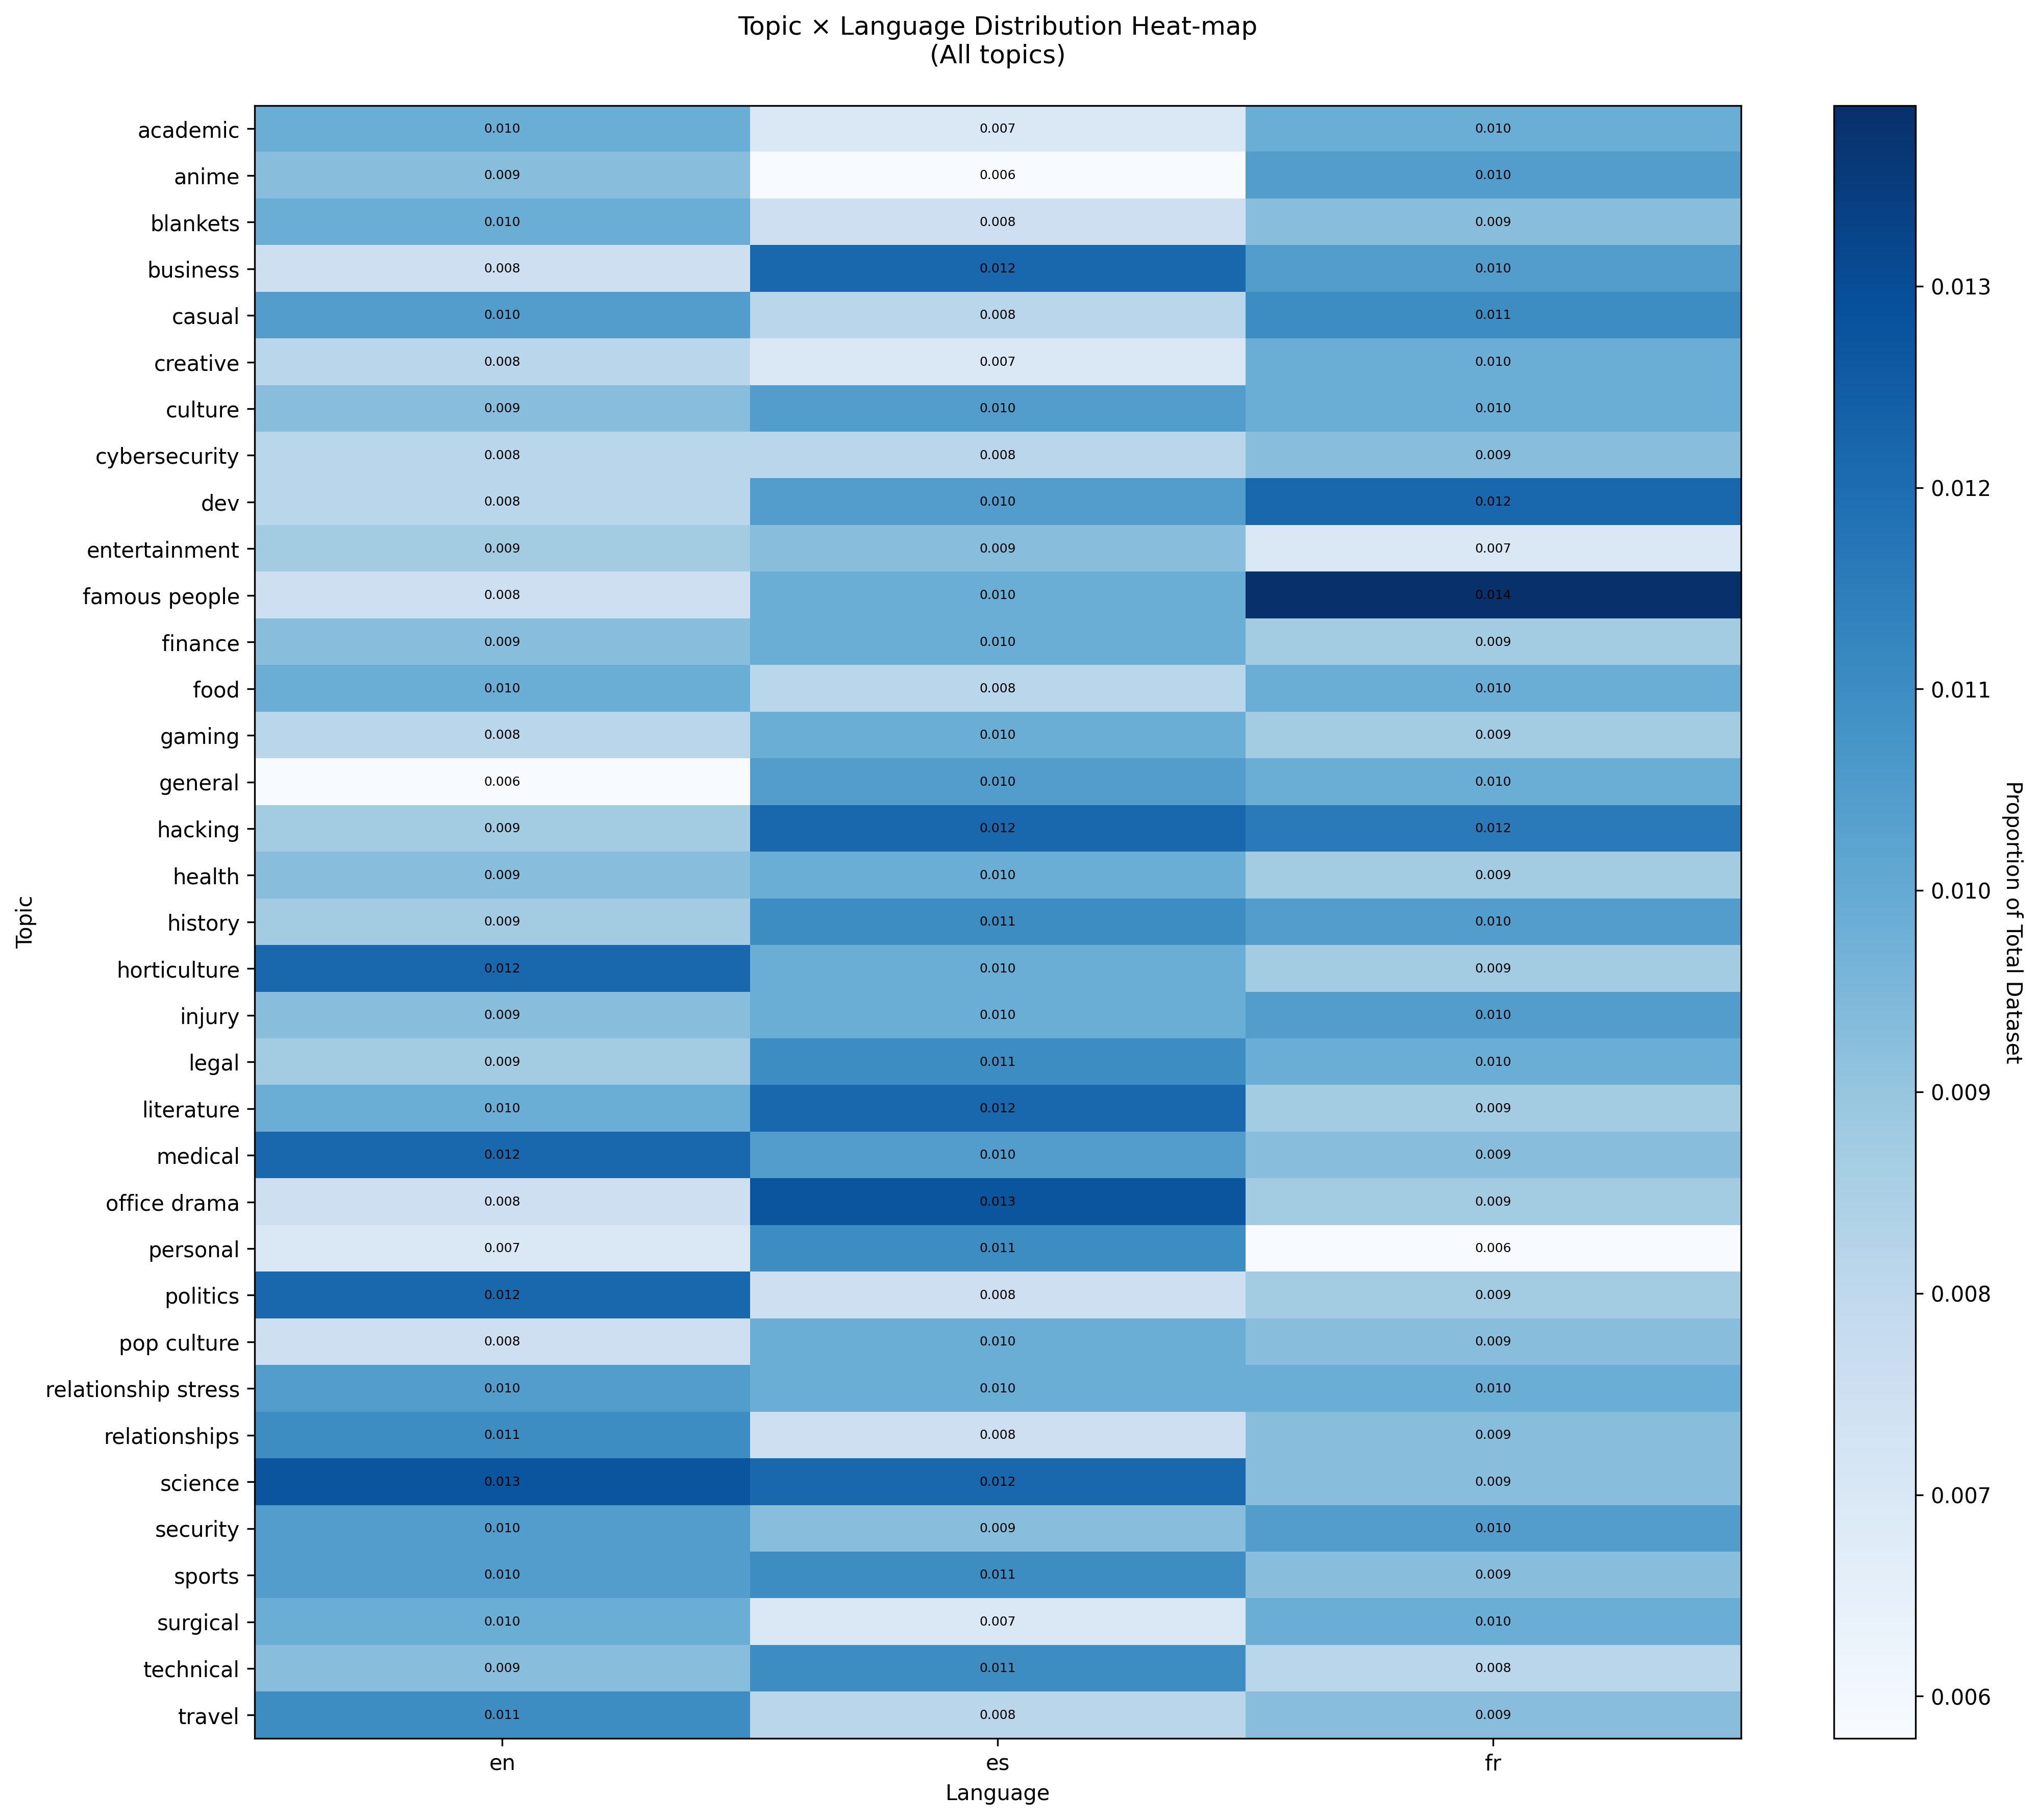 Topic × Language Distribution Heat-map
(All topics)
Topic
academic 0.010 0.007 0.010
anime 0.009 0.006 0.010
blankets 0.010 0.008 0.009
business 0.008 0.012 0.010
casual 0.010 0.008 0.011
creative 0.008 0.007 0.010
culture 0.009 0.010 0.010
cybersecurity 0.008 0.008 0.009
dev 0.008 0.010 0.012
entertainment 0.009 0.009 0.007
famous people 0.008 0.010 0.014
finance 0.009 0.010 0.009
food 0.010 0.008 0.010
gaming 0.008 0.010 0.009
general 0.006 0.010 0.010
hacking 0.009 0.012 0.012
health 0.009 0.010 0.009
history 0.009 0.011 0.010
horticulture 0.012 0.010 0.009
injury 0.009 0.010 0.010
legal 0.009 0.011 0.010
literature 0.010 0.012 0.009
medical 0.012 0.010 0.009
office drama 0.008 0.013 0.009
personal 0.007 0.011 0.006
politics 0.012 0.008 0.009
pop culture 0.008 0.010 0.009
relationship stress 0.010 0.010 0.010
relationships 0.011 0.008 0.009
science 0.013 0.012 0.009
security 0.010 0.009 0.010
sports 0.010 0.011 0.009
surgical 0.010 0.007 0.010
technical 0.009 0.011 0.008
travel 0.011 0.008 0.009
en es fr
Language
0.013
0.012
0.011
0.010
0.009
0.008
0.007
0.006
Proportion of Total Dataset